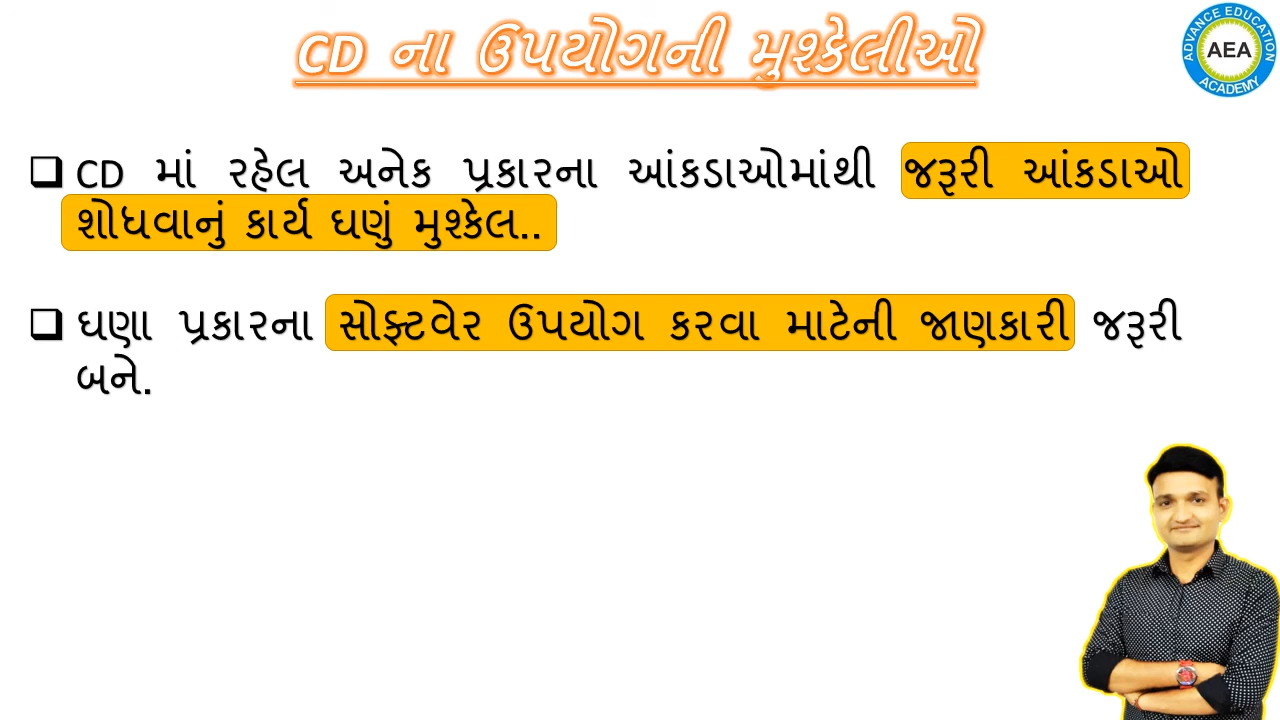 CD ના ઉપયોગની મુશ્કેલીઓ
ADVANCE EDUCATION
AEA
ACADEMY
❑ CD માં રહેલ અનેક પ્રકારના આંકડાઓમાંથી જરૂરી આંકડાઓ
શોધવાનું કાર્ય ઘણું મુશ્કેલ..
❑ ઘણા પ્રકારના સોફ્ટવેર ઉપયોગ કરવા માટેની જાણકારી જરૂરી
બને.